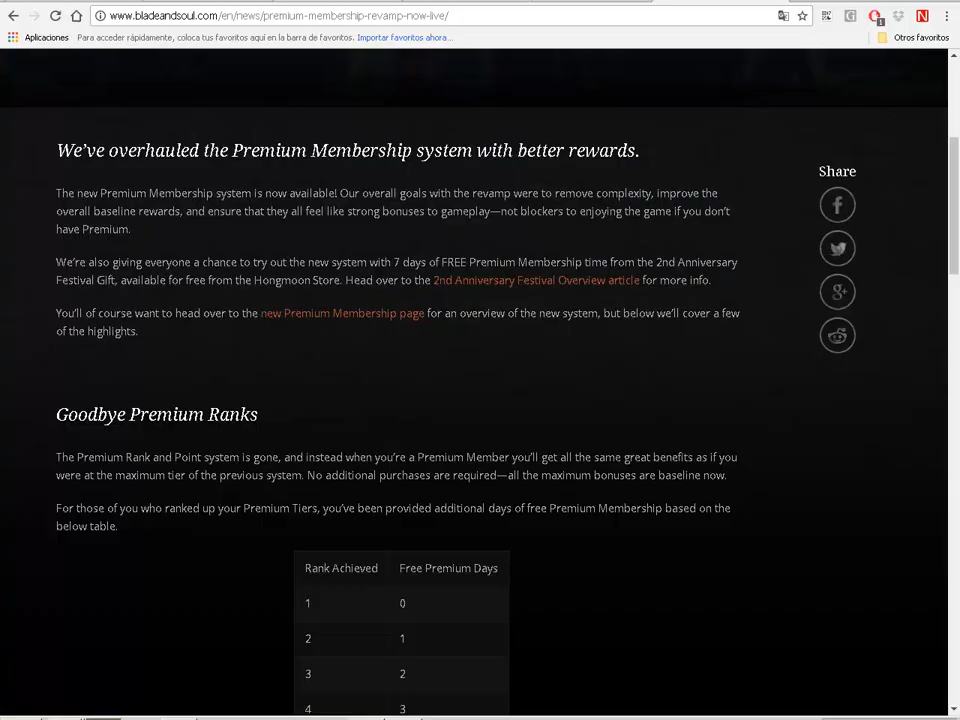 www.bladeandsoul.com/en/news/premium-membership-revamp-now-live/
Aplicaciones Para acceder rápidamente, coloca tus favoritos aquí en la barra de favoritos. Importar favoritos ahora... Otros favoritos
We've overhauled the Premium Membership system with better rewards.
Share
The new Premium Membership system is now available! Our overall goals with the revamp were to remove complexity, improve the
overall baseline rewards, and ensure that they all feel like strong bonuses to gameplay—not blockers to enjoying the game if you don't
have Premium.
We're also giving everyone a chance to try out the new system with 7 days of FREE Premium Membership time from the 2nd Anniversary
Festival Gift, available for free from the Hongmoon Store. Head over to the 2nd Anniversary Festival Overview article for more info.
You'll of course want to head over to the new Premium Membership page for an overview of the new system, but below we'll cover a few
of the highlights.
Goodbye Premium Ranks
The Premium Rank and Point system is gone, and instead when you're a Premium Member you'll get all the same great benefits as if you
were at the maximum tier of the previous system. No additional purchases are required—all the maximum bonuses are baseline now.
For those of you who ranked up your Premium Tiers, you've been provided additional days of free Premium Membership based on the
below table.
Rank Achieved Free Premium Days
1 0
2 1
3 2
4 3